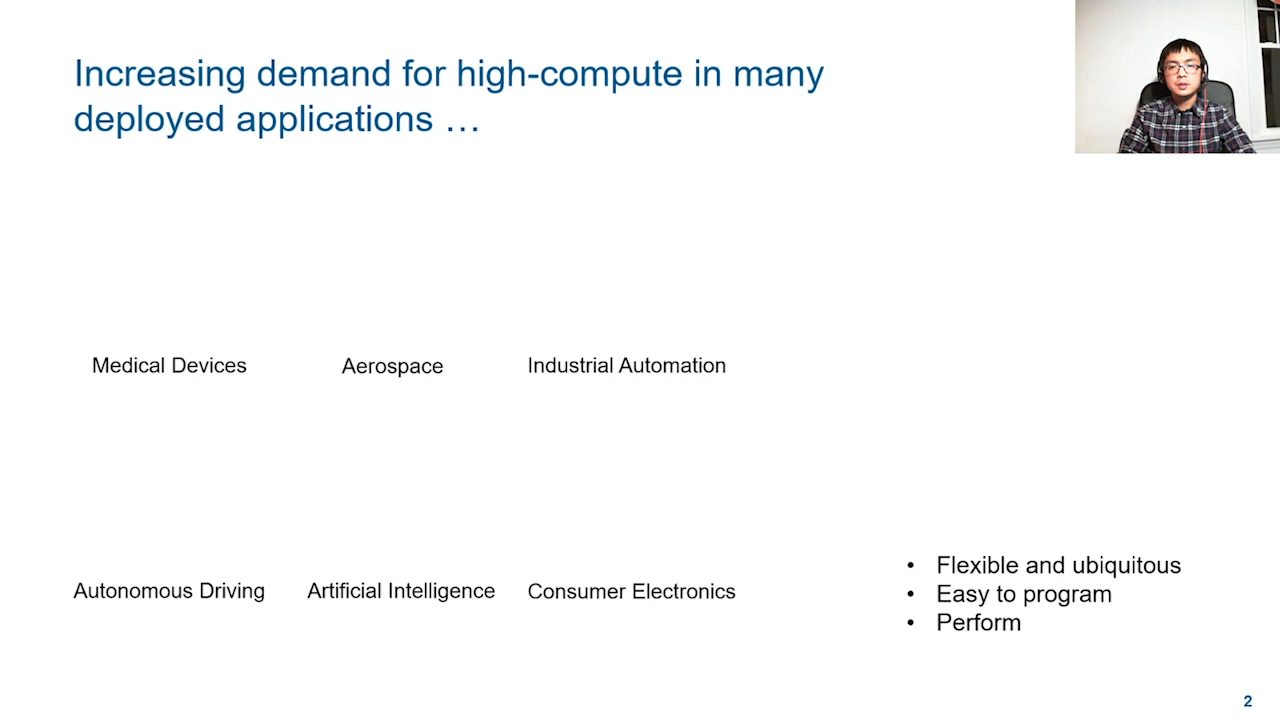 Increasing demand for high-compute in many
deployed applications …
Medical Devices
Aerospace
Industrial Automation
Autonomous Driving
Artificial Intelligence
Consumer Electronics
• Flexible and ubiquitous
• Easy to program
• Perform
2